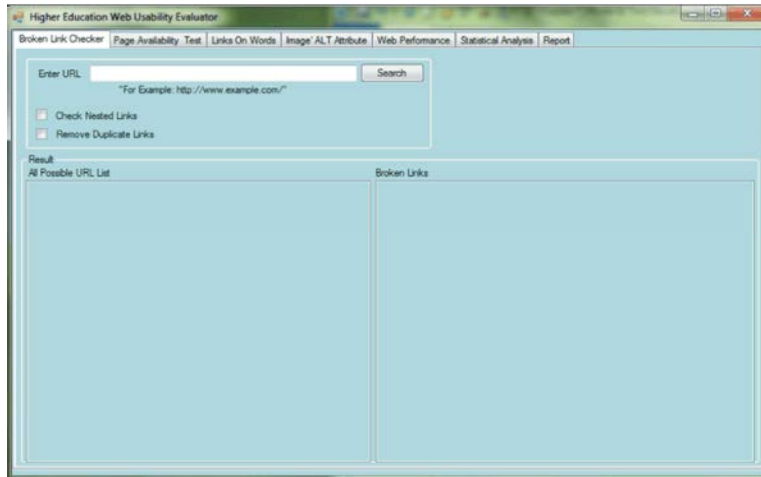 Higher Education Web Usability Evaluator
Broken Link Checker Page Availability Test Links On Words Image' ALT Attribute Web Performance Statistical Analysis Report
Enter URL Search
"For Example: http://www.example.com/"
Check Nested Links
Remove Duplicate Links
Result
All Possible URL List Broken Links